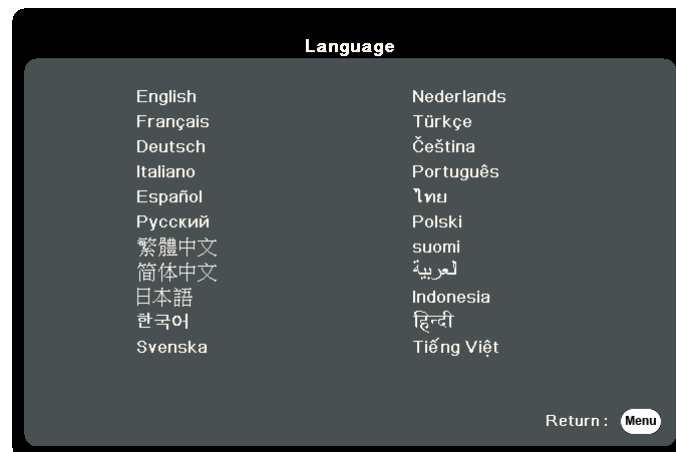 Language
English
Français
Deutsch
Italiano
Español
Русский
繁體中文
简体中文
日本語
한국어
Svenska
Nederlands
Türkçe
Čeština
Português
ไทย
Polski
suomi
العربية
Indonesia
हिन्दी
Tiếng Việt
Return: Menu